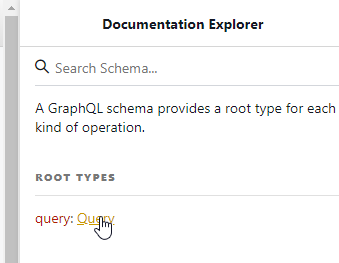 Documentation Explorer
Search Schema...
A GraphQL schema provides a root type for each
kind of operation.
ROOT TYPES
query: Query